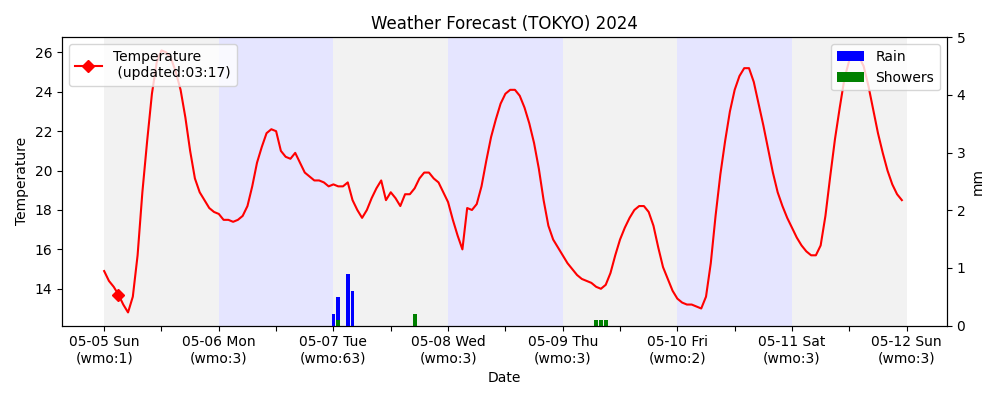 Weather Forecast (TOKYO) 2024
Temperature
(updated:03:17)
Rain
Showers
26
24
22
20
18
16
14
Temperature
5
4
3
2
1
0
mm
05-05 Sun
(wmo:1)
05-06 Mon
(wmo:3)
05-07 Tue
(wmo:63)
05-08 Wed
(wmo:3)
05-09 Thu
(wmo:3)
05-10 Fri
(wmo:2)
05-11 Sat
(wmo:3)
05-12 Sun
(wmo:3)
Date